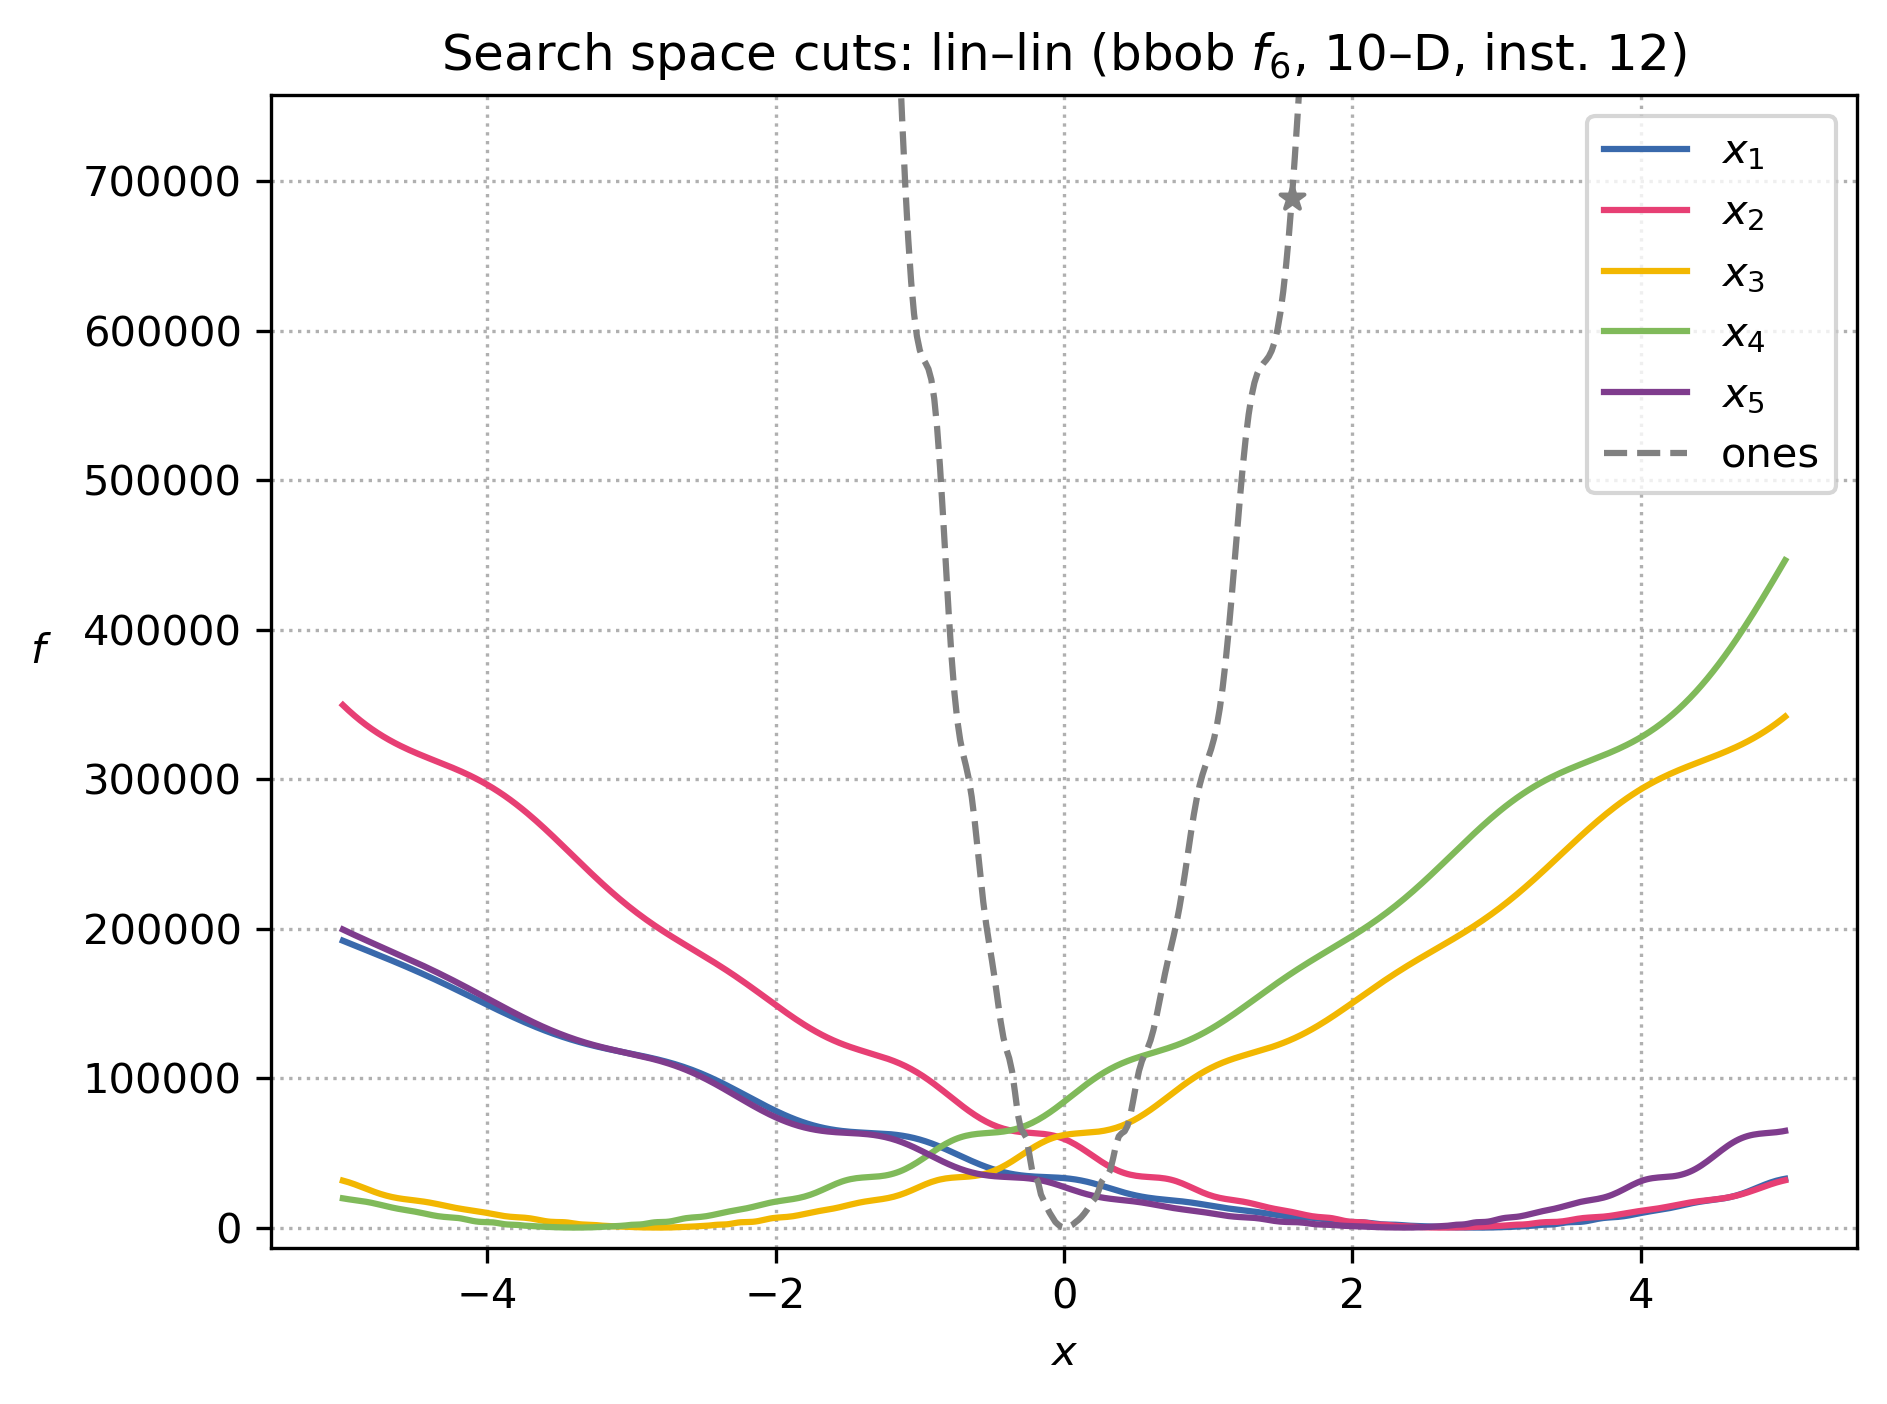 Search space cuts: lin–lin (bbob f₆, 10–D, inst. 12)
700000
600000
500000
400000
300000
200000
100000
0
f
−4
−2
0
2
4
x
x₁
x₂
x₃
x₄
x₅
ones